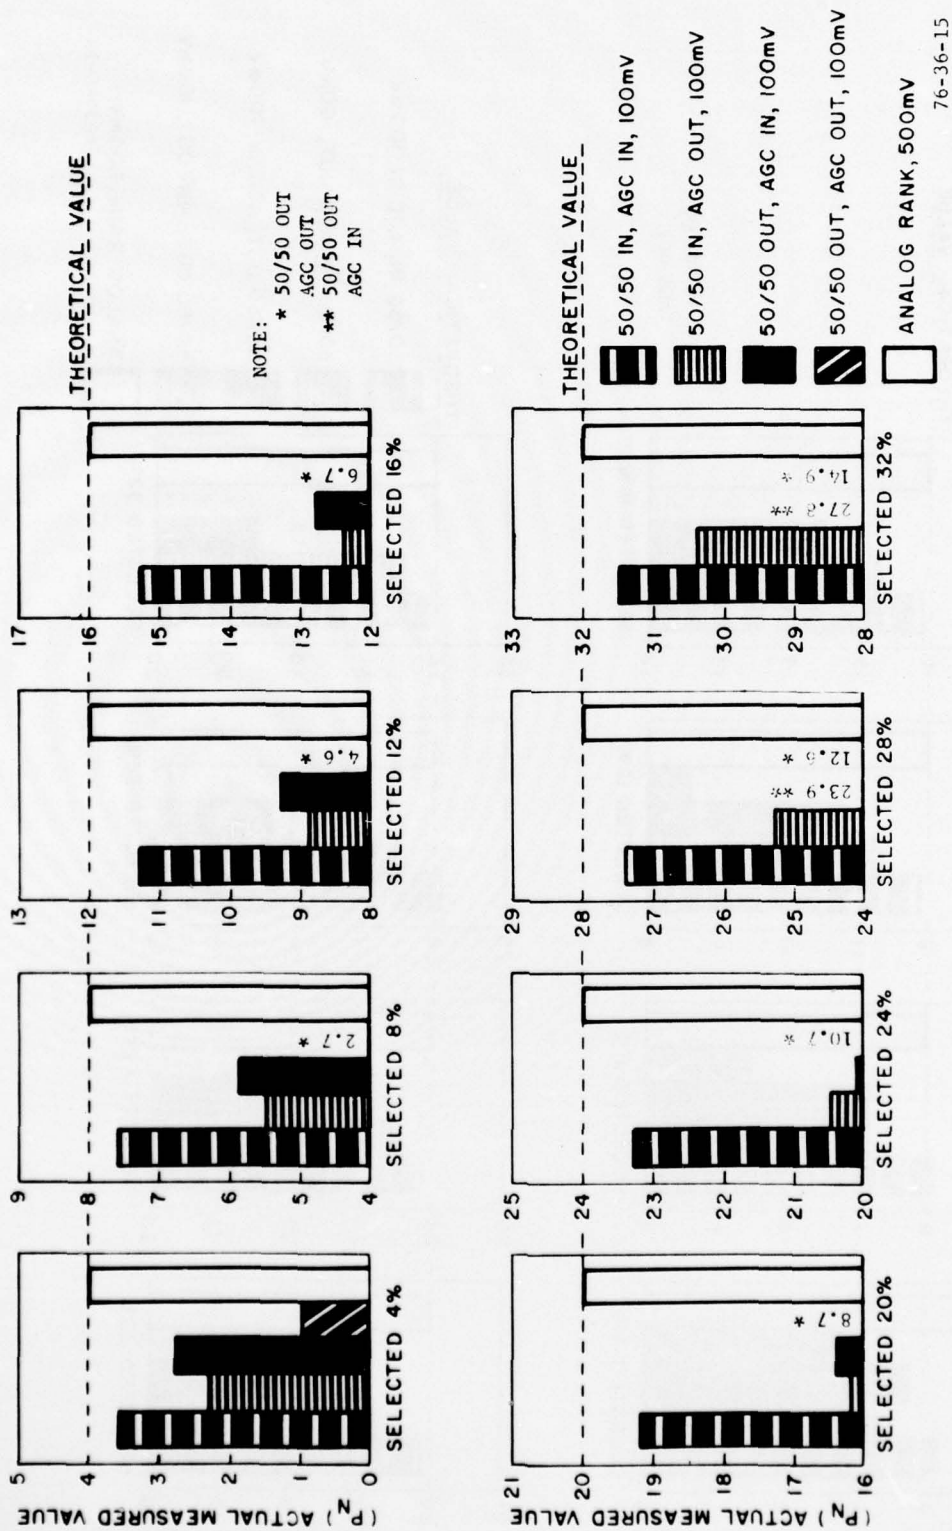 (PN) ACTUAL MEASURED VALUE
5
4
3
2
1
0
SELECTED 4%
9
8
7
6
5
4
2.7 *
SELECTED 8%
13
12
11
10
9
8
4.6 *
SELECTED 12%
17
16
15
14
13
12
6.7 *
SELECTED 16%
THEORETICAL VALUE
NOTE:
* 50/50 OUT
AGC OUT
** 50/50 OUT
AGC IN
(PN) ACTUAL MEASURED VALUE
21
20
19
18
17
16
8.7 *
SELECTED 20%
25
24
23
22
21
20
10.7 *
SELECTED 24%
29
28
27
26
25
24
23.9 **
*
SELECTED 28%
33
32
31
30
29
28
27.8 **
14.9 *
SELECTED 32%
THEORETICAL VALUE
50/50 IN, AGC IN, 100mV
50/50 IN, AGC OUT, 100mV
50/50 OUT, AGC IN, 100mV
50/50 OUT, AGC OUT, 100mV
ANALOG RANK, 500mV
76-36-15